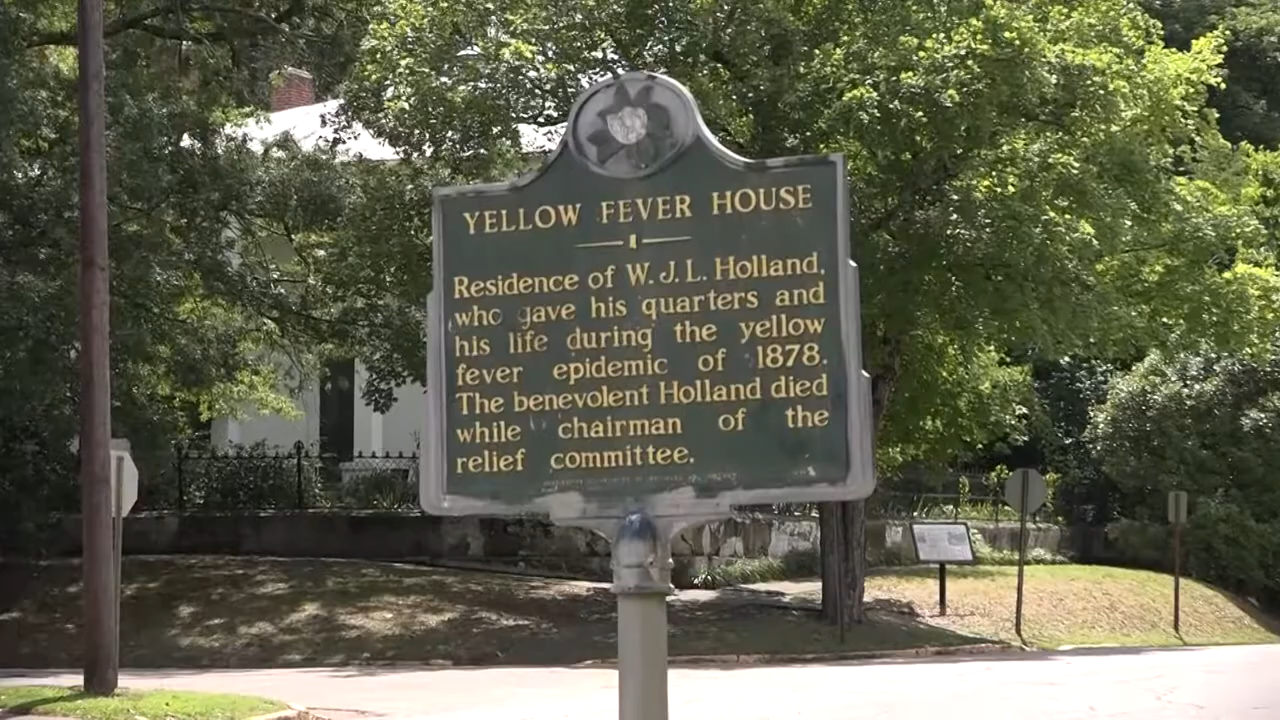 YELLOW FEVER HOUSE
Residence of W. J. L. Holland,
who gave his quarters and
his life during the yellow
fever epidemic of 1878.
The benevolent Holland died
while chairman of the
relief committee.